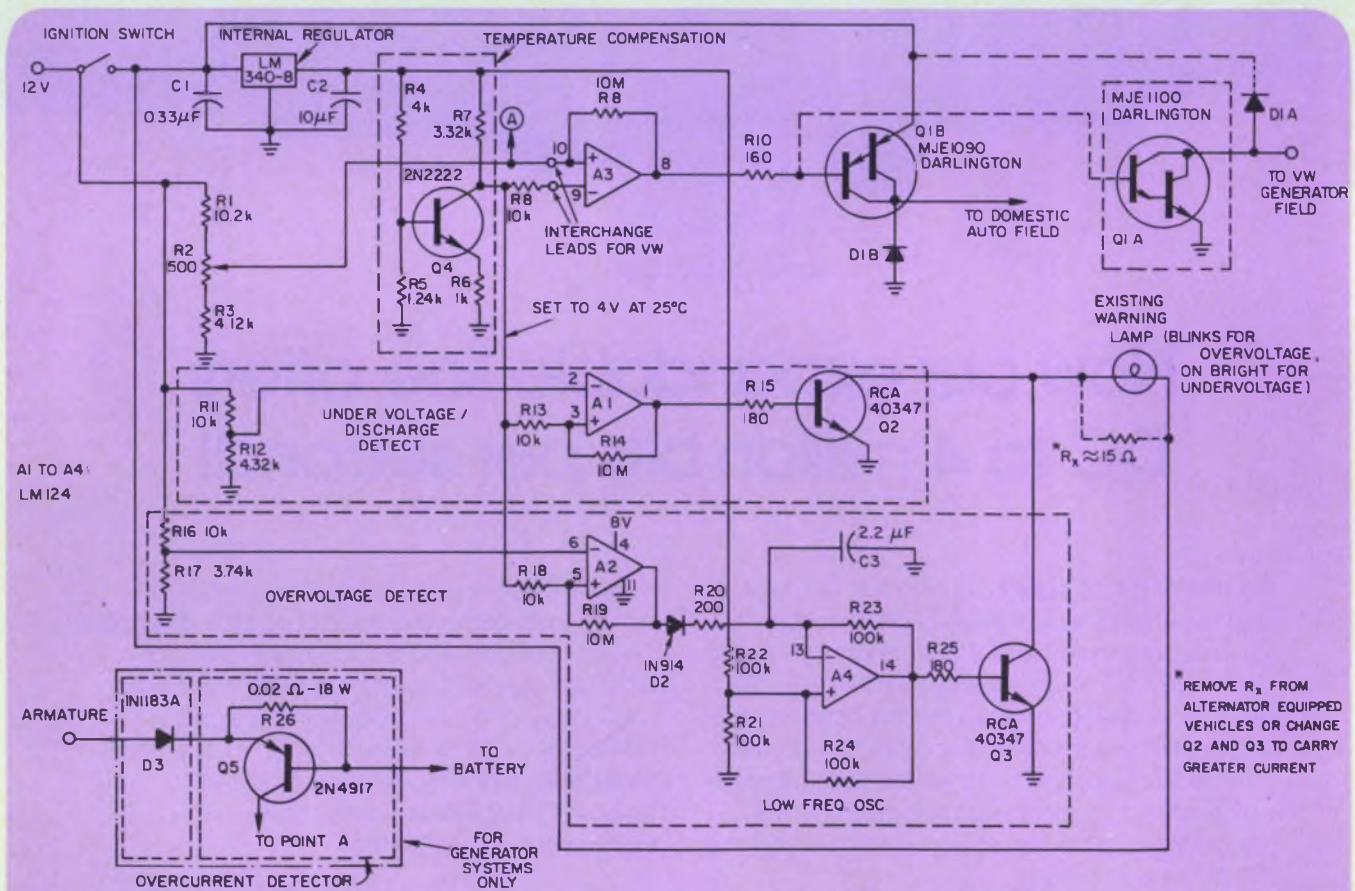 IGNITION SWITCH
12 V
INTERNAL REGULATOR
LM
340-8
C1
0.33µF
C2
10µF
TEMPERATURE COMPENSATION
R4
4k
R7
3.32k
2N2222
Q4
R5
1.24k
R6
1k
A
10M
R8
10
+
A3
8
9
−
R8
10k
INTERCHANGE
LEADS FOR VW
R10
160
Q1B
MJE1090
DARLINGTON
TO DOMESTIC
AUTO FIELD
D1B
MJE1100
DARLINGTON
Q1A
D1A
TO VW
GENERATOR
FIELD
R1
10.2k
R2
500
R3
4.12k
SET TO 4V AT 25°C
EXISTING
WARNING
LAMP (BLINKS FOR
OVERVOLTAGE,
ON BRIGHT FOR
UNDERVOLTAGE)
*Rx ≈ 15 Ω
R11
10k
R12
4.32k
UNDER VOLTAGE/
DISCHARGE
DETECT
2
−
A1
1
3
+
R13
10k
R14
10 M
R15
180
RCA
40347
Q2
A1 TO A4:
LM124
R16 10k
R17 3.74k
OVERVOLTAGE DETECT
8V
6
−
4
A2
5
+
11
R18
10k
R19
10M
1N914
D2
R20
200
2.2 µF
C3
R23
100k
R22
100k
13
−
A4
14
+
R21
100k
R24
100k
R25
180
RCA
40347
Q3
LOW FREQ. OSC.
* REMOVE Rx FROM
ALTERNATOR EQUIPPED
VEHICLES OR CHANGE
Q2 AND Q3 TO CARRY
GREATER CURRENT
ARMATURE
1N1183A
D3
0.02 Ω-18 W
R26
Q5
2N4917
TO
BATTERY
TO POINT A
FOR
GENERATOR
SYSTEMS
ONLY
OVERCURRENT DETECTOR